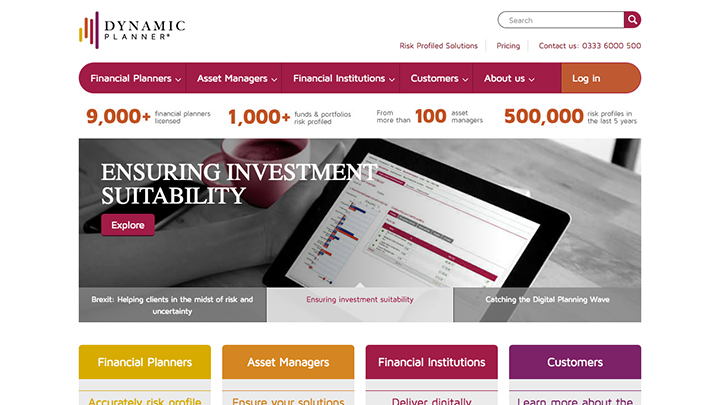 DYNAMIC
PLANNER®
Search
Risk Profiled Solutions
Pricing
Contact us: 0333 6000 500
Financial Planners
Asset Managers
Financial Institutions
Customers
About us
Log in
9,000+ financial planners
licensed
1,000+ funds & portfolios
risk profiled
From
more than 100 asset
managers
500,000 risk profiles in
the last 5 years
ENSURING INVESTMENT
SUITABILITY
Explore
Brexit: Helping clients in the midst of risk and
uncertainty
Ensuring investment suitability
Catching the Digital Planning Wave
Financial Planners
Asset Managers
Financial Institutions
Customers
Accurately risk profile
Ensure your solutions
Deliver digitally
Learn more about the